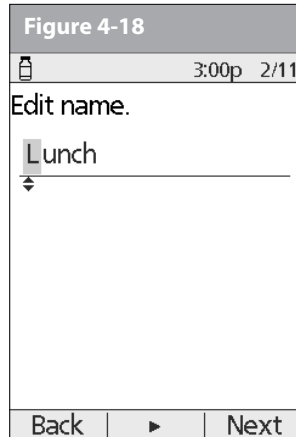 Figure 4-18
3:00p 2/11
Edit name.
Lunch
Back | ► | Next